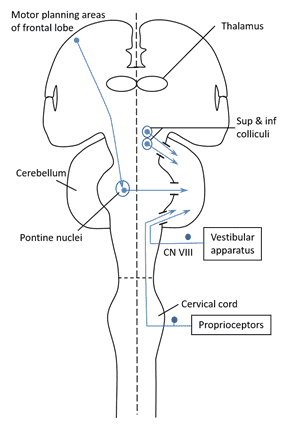 Motor planning areas
of frontal lobe
Thalamus
Sup & inf
colliculi
Cerebellum
Pontine nuclei
CN VIII
Vestibular
apparatus
Cervical cord
Proprioceptors